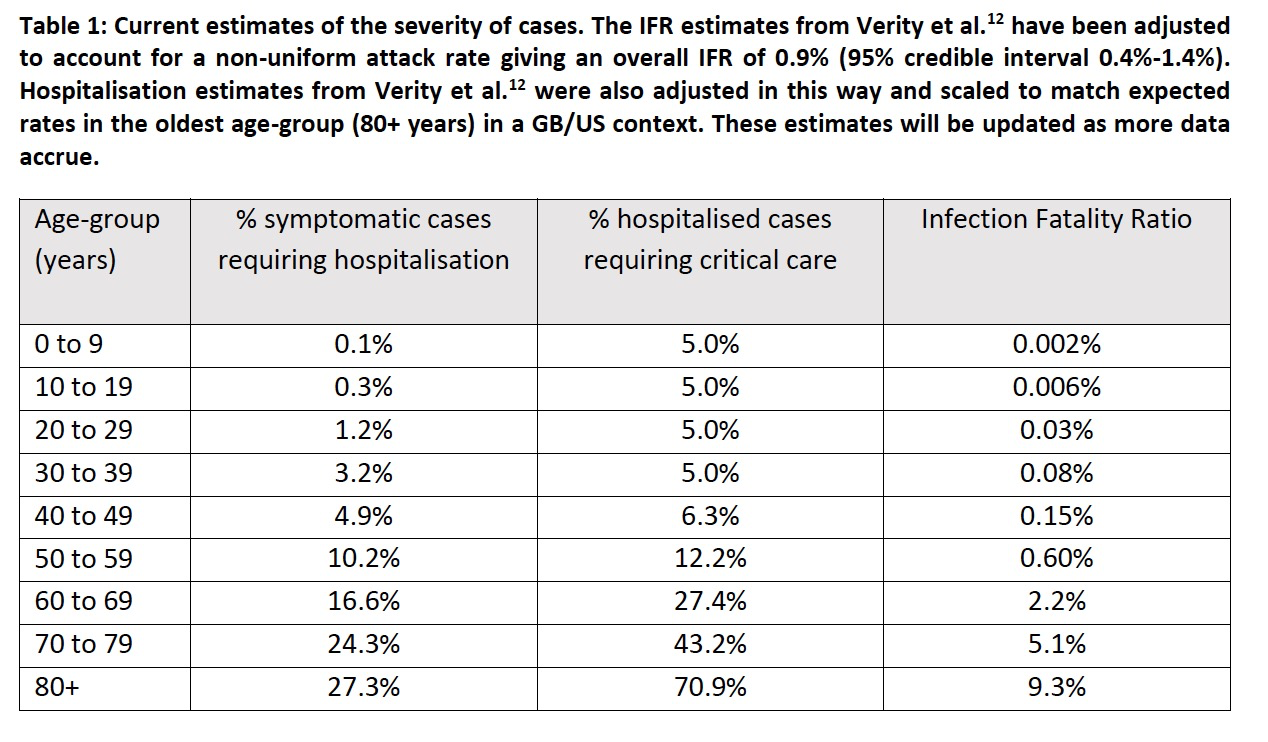 Table 1: Current estimates of the severity of cases. The IFR estimates from Verity et al.12 have been adjusted
to account for a non-uniform attack rate giving an overall IFR of 0.9% (95% credible interval 0.4%-1.4%).
Hospitalisation estimates from Verity et al.12 were also adjusted in this way and scaled to match expected
rates in the oldest age-group (80+ years) in a GB/US context. These estimates will be updated as more data
accrue.
Age-group (years) % symptomatic cases requiring hospitalisation % hospitalised cases requiring critical care Infection Fatality Ratio
0 to 9 0.1% 5.0% 0.002%
10 to 19 0.3% 5.0% 0.006%
20 to 29 1.2% 5.0% 0.03%
30 to 39 3.2% 5.0% 0.08%
40 to 49 4.9% 6.3% 0.15%
50 to 59 10.2% 12.2% 0.60%
60 to 69 16.6% 27.4% 2.2%
70 to 79 24.3% 43.2% 5.1%
80+ 27.3% 70.9% 9.3%